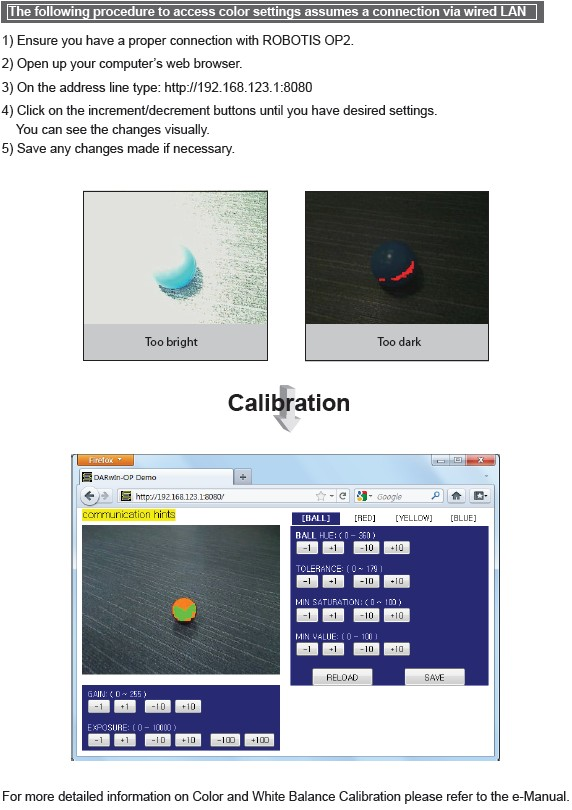 The following procedure to access color settings assumes a connection via wired LAN
1) Ensure you have a proper connection with ROBOTIS OP2.
2) Open up your computer's web browser.
3) On the address line type: http://192.168.123.1:8080
4) Click on the increment/decrement buttons until you have desired settings.
You can see the changes visually.
5) Save any changes made if necessary.
Too bright
Too dark
Calibration
Firefox
DARwIn-OP Demo
http://192.168.123.1:8080/
Google
communication hints
[BALL] [RED] [YELLOW] [BLUE]
BALL HUE: ( 0 ~ 360 )
-1 +1 -10 +10
TOLERANCE: ( 0 ~ 179 )
-1 +1 -10 +10
MIN SATURATION: ( 0 ~ 100 )
-1 +1 -10 +10
MIN VALUE: ( 0 ~ 100 )
-1 +1 -10 +10
RELOAD SAVE
GAIN: ( 0 ~ 255 )
-1 +1 -10 +10
EXPOSURE: ( 0 ~ 10000 )
-1 +1 -10 +10 -100 +100
For more detailed information on Color and White Balance Calibration please refer to the e-Manual.